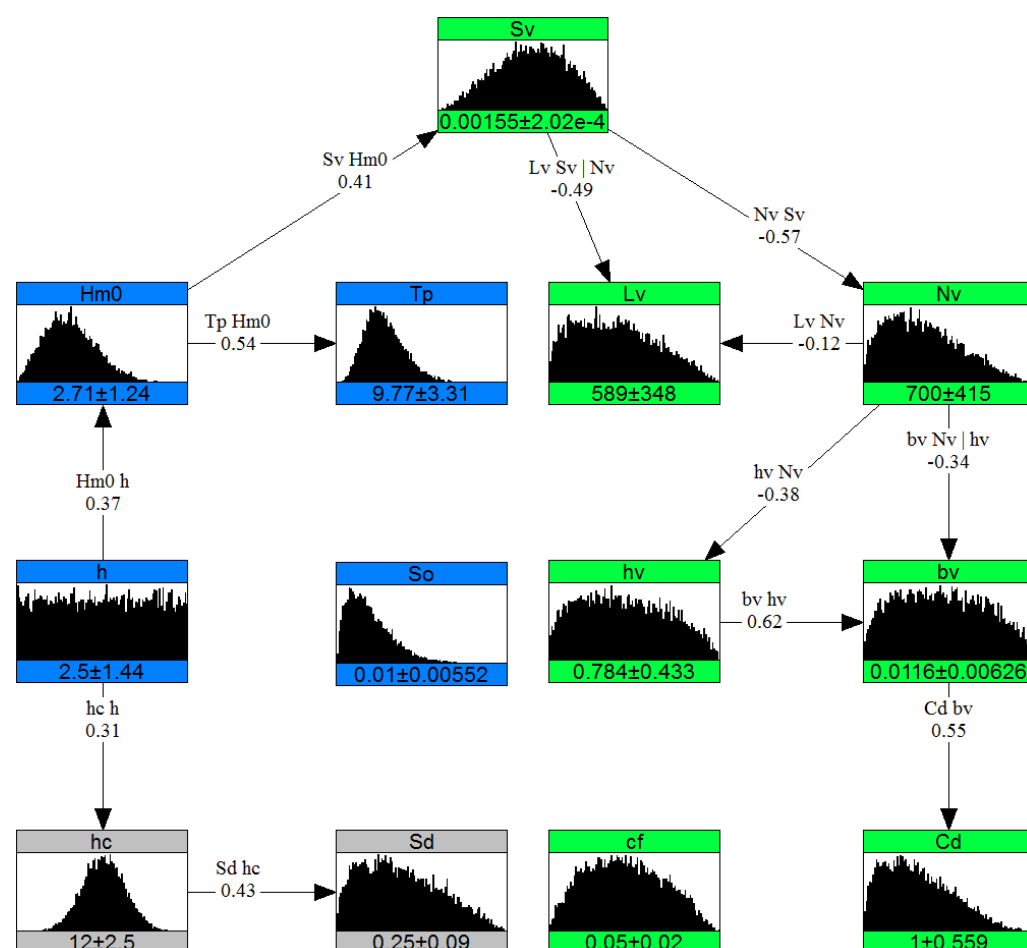 Sv
0.00155±2.02e-4
Sv Hm0
0.41
Lv Sv | Nv
-0.49
Nv Sv
-0.57
Hm0
2.71±1.24
Tp Hm0
0.54
Tp
9.77±3.31
Lv
589±348
Lv Nv
-0.12
Nv
700±415
Hm0 h
0.37
hv Nv
-0.38
bv Nv | hv
-0.34
h
2.5±1.44
So
0.01±0.00552
hv
0.784±0.433
bv hv
0.62
bv
0.0116±0.00626
hc h
0.31
Cd bv
0.55
hc
12±2.5
Sd hc
0.43
Sd
0.25±0.09
cf
0.05±0.02
Cd
1±0.559